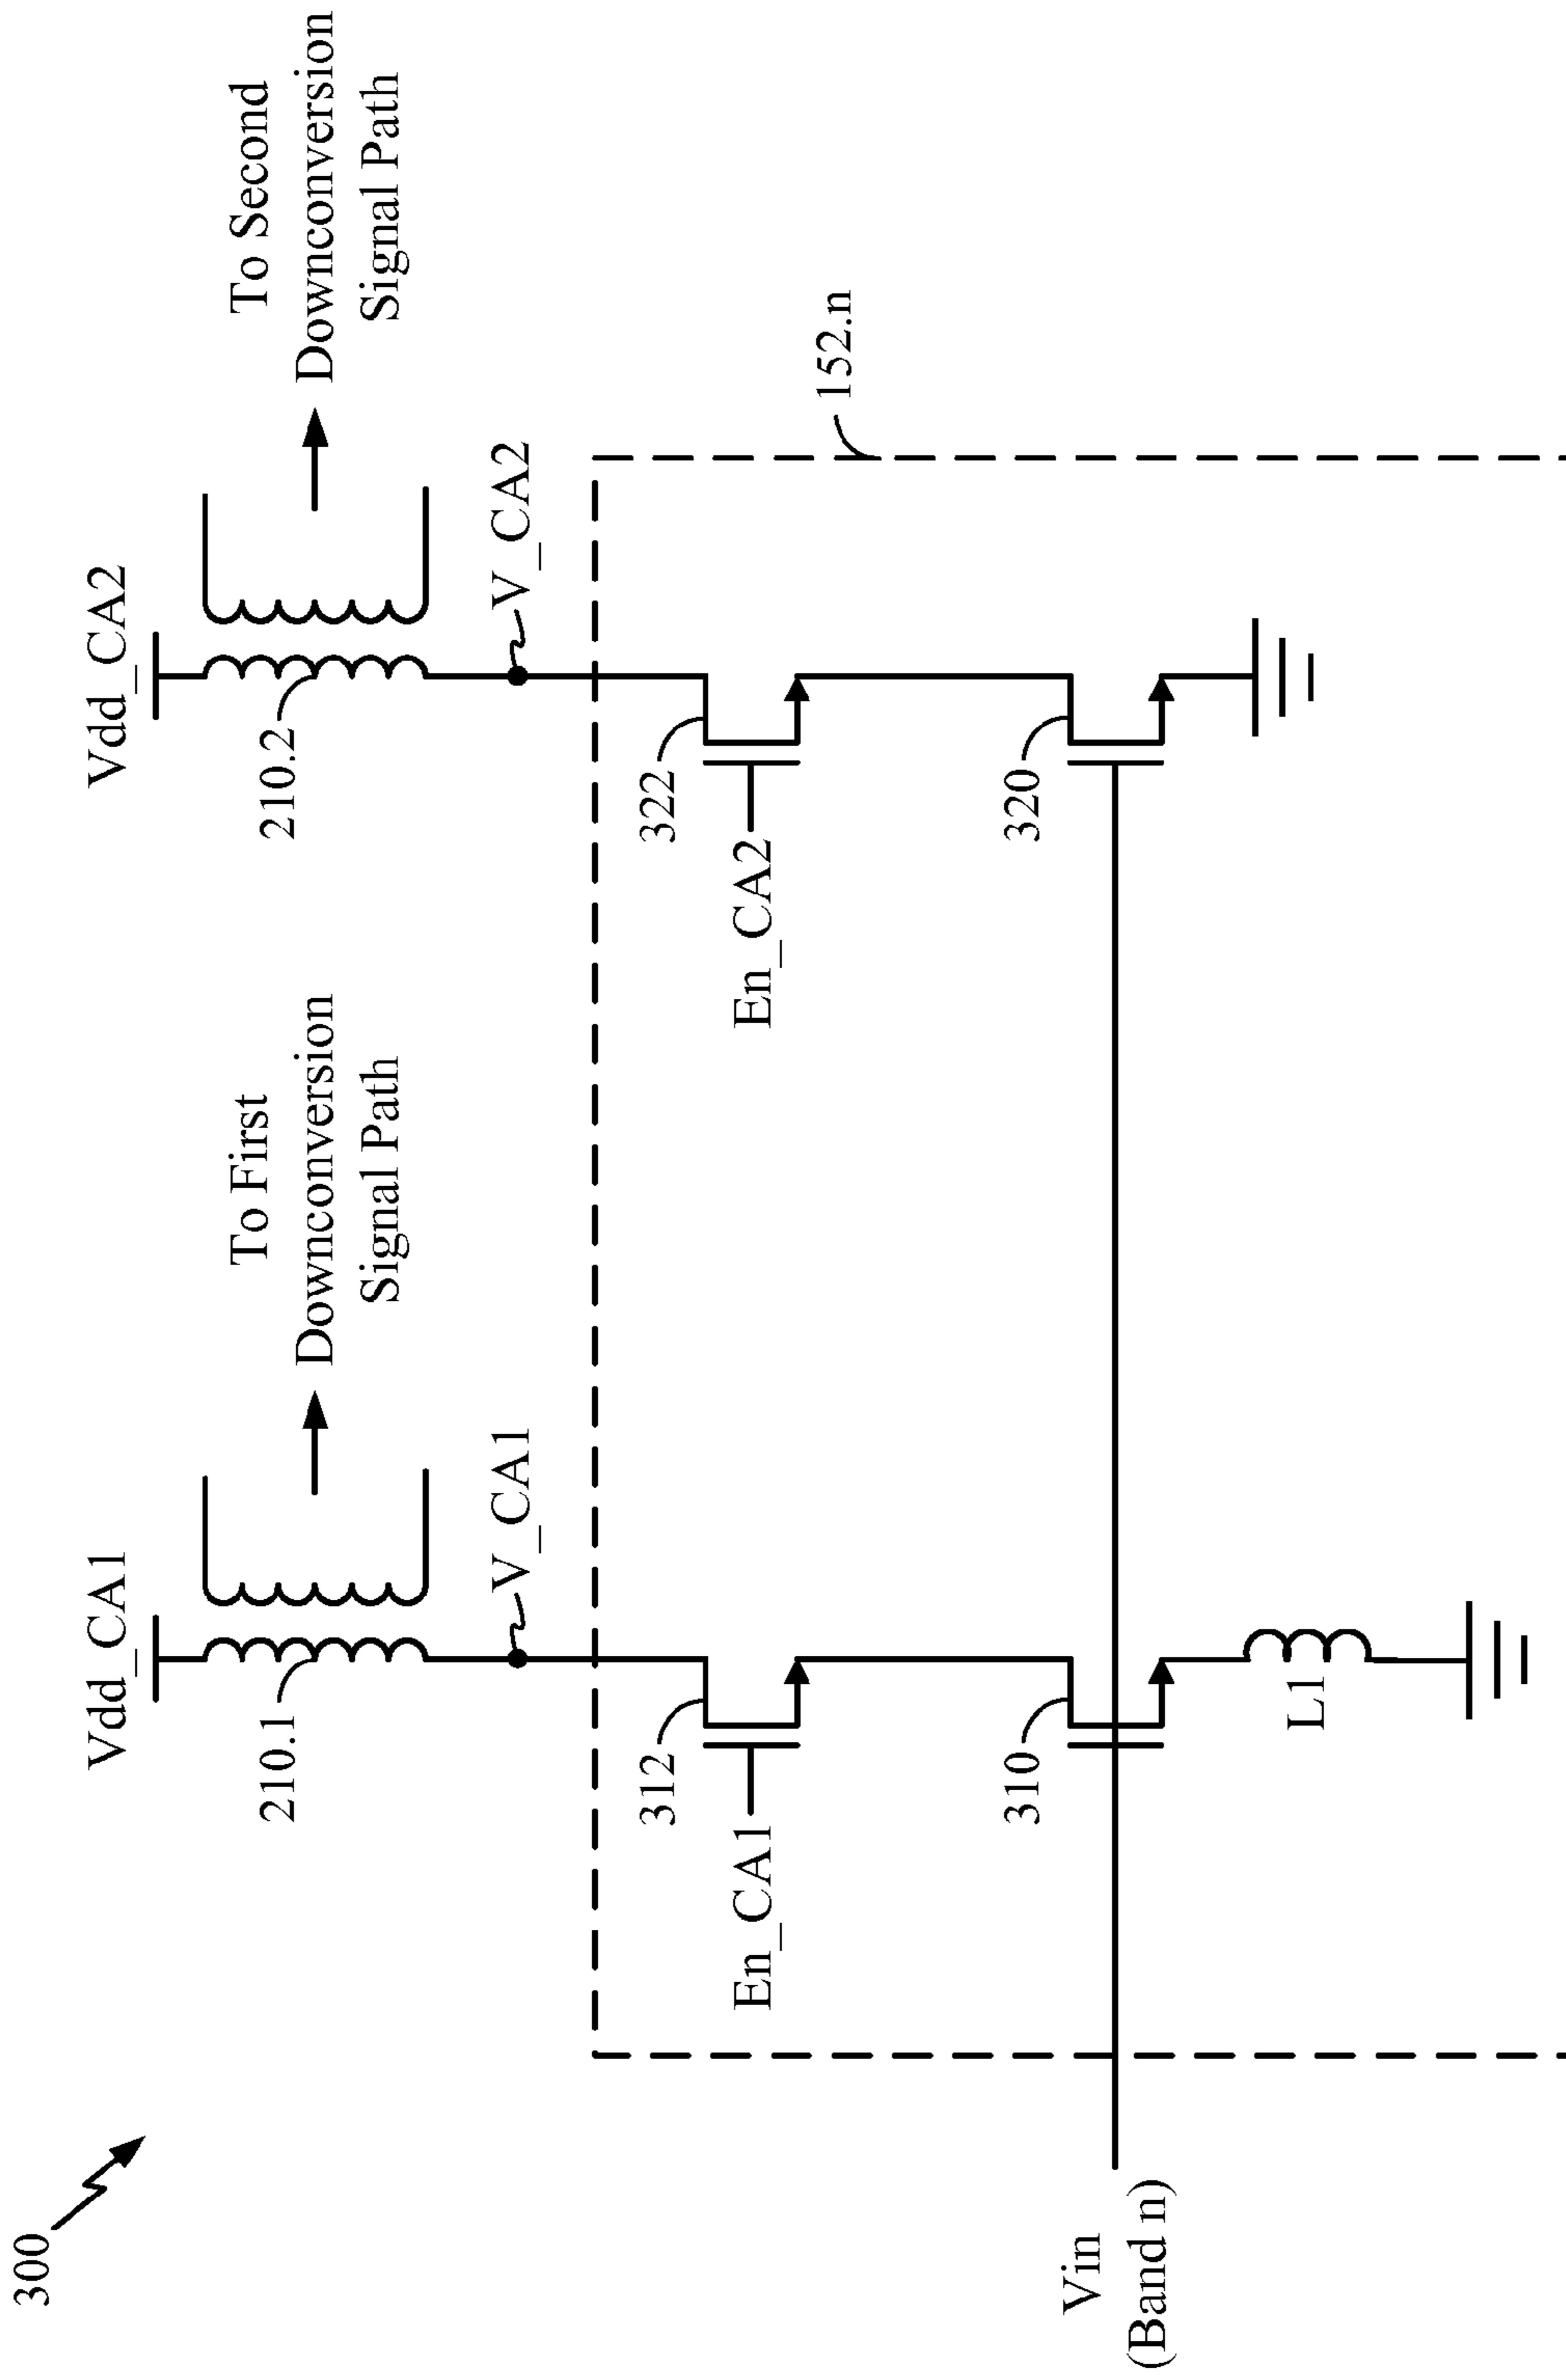 300
Vdd_CA1
Vdd_CA2
To First
Downconversion
Signal Path
To Second
Downconversion
Signal Path
210.1
210.2
V_CA1
V_CA2
312
322
152.n
En_CA1
En_CA2
310
320
Vin
(Band n)
L1